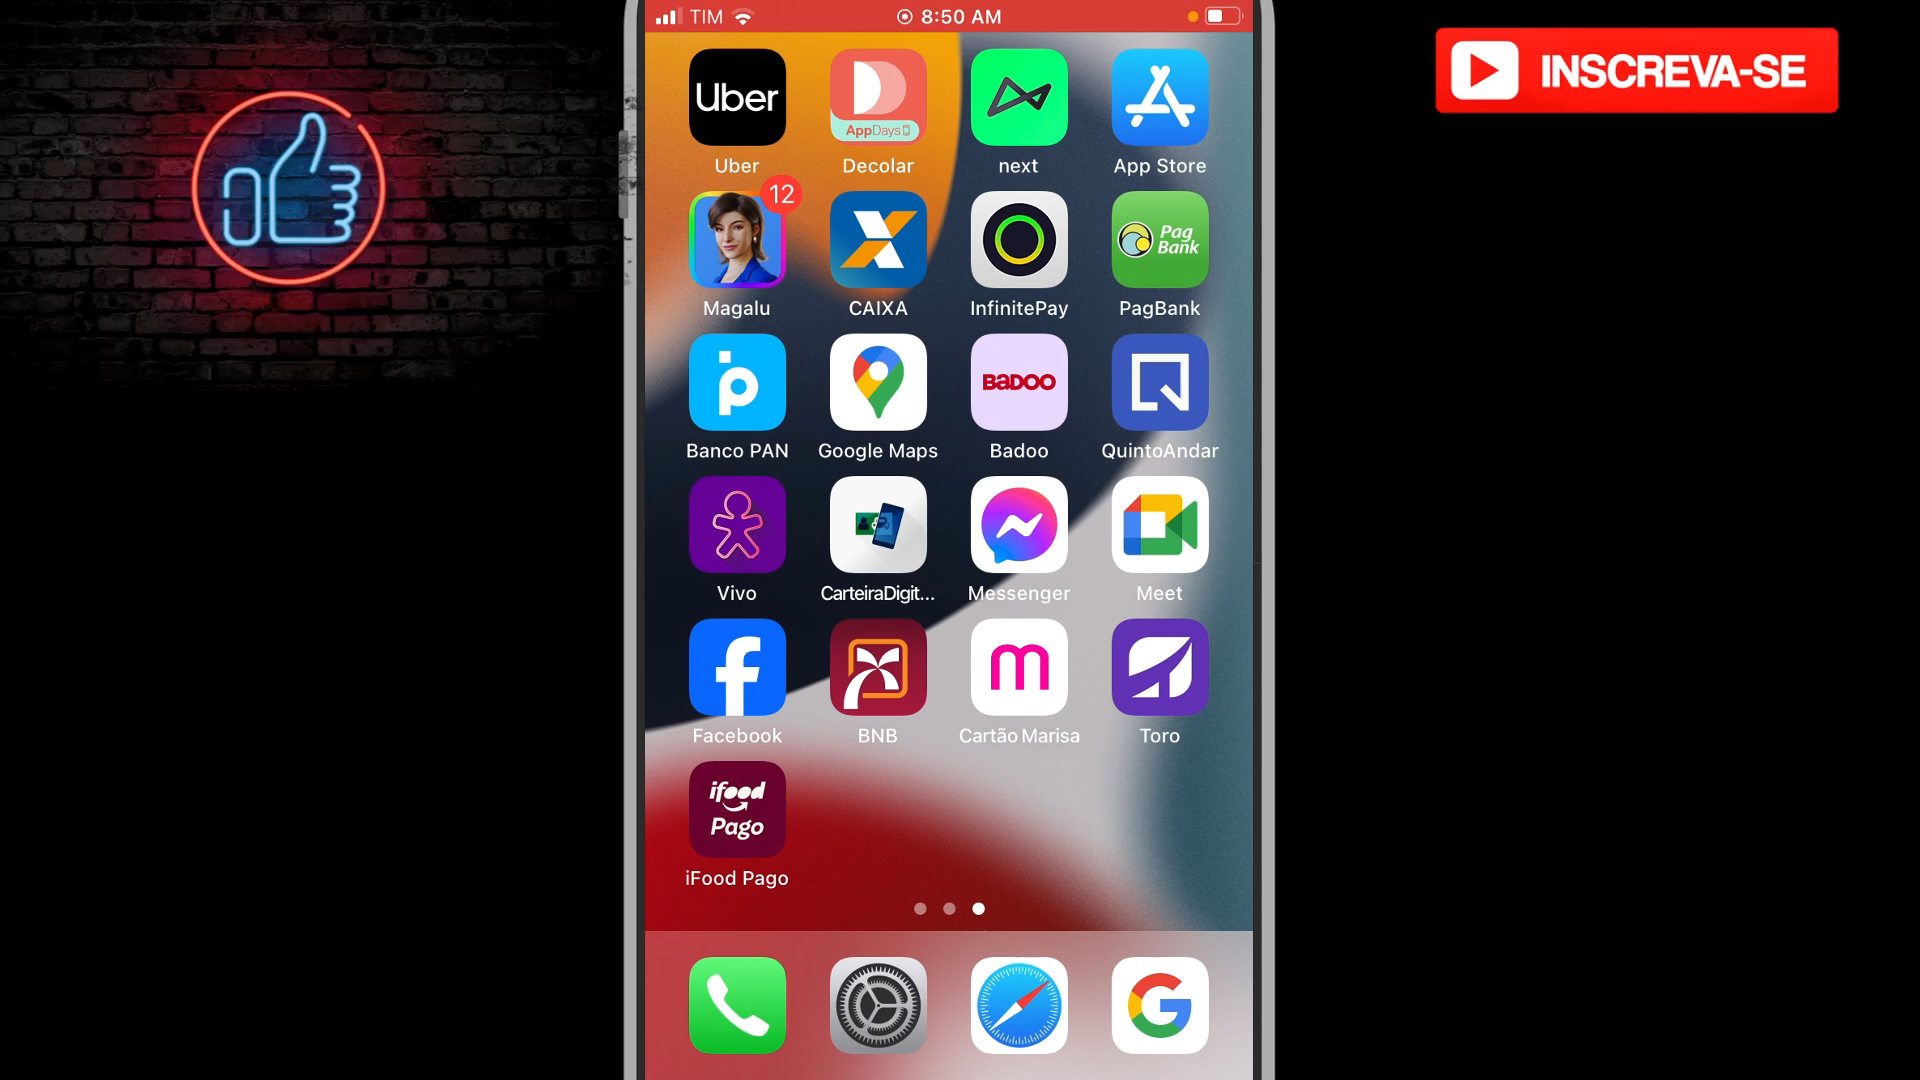 TIM 8:50 AM
INSCREVA-SE
Uber
AppDays
Uber Decolar next App Store
12
Pag
Bank
Magalu CAIXA InfinitePay PagBank
BaDOO
Banco PAN Google Maps Badoo QuintoAndar
Vivo CarteiraDigit... Messenger Meet
m
Facebook BNB Cartão Marisa Toro
ifood
Pago
iFood Pago